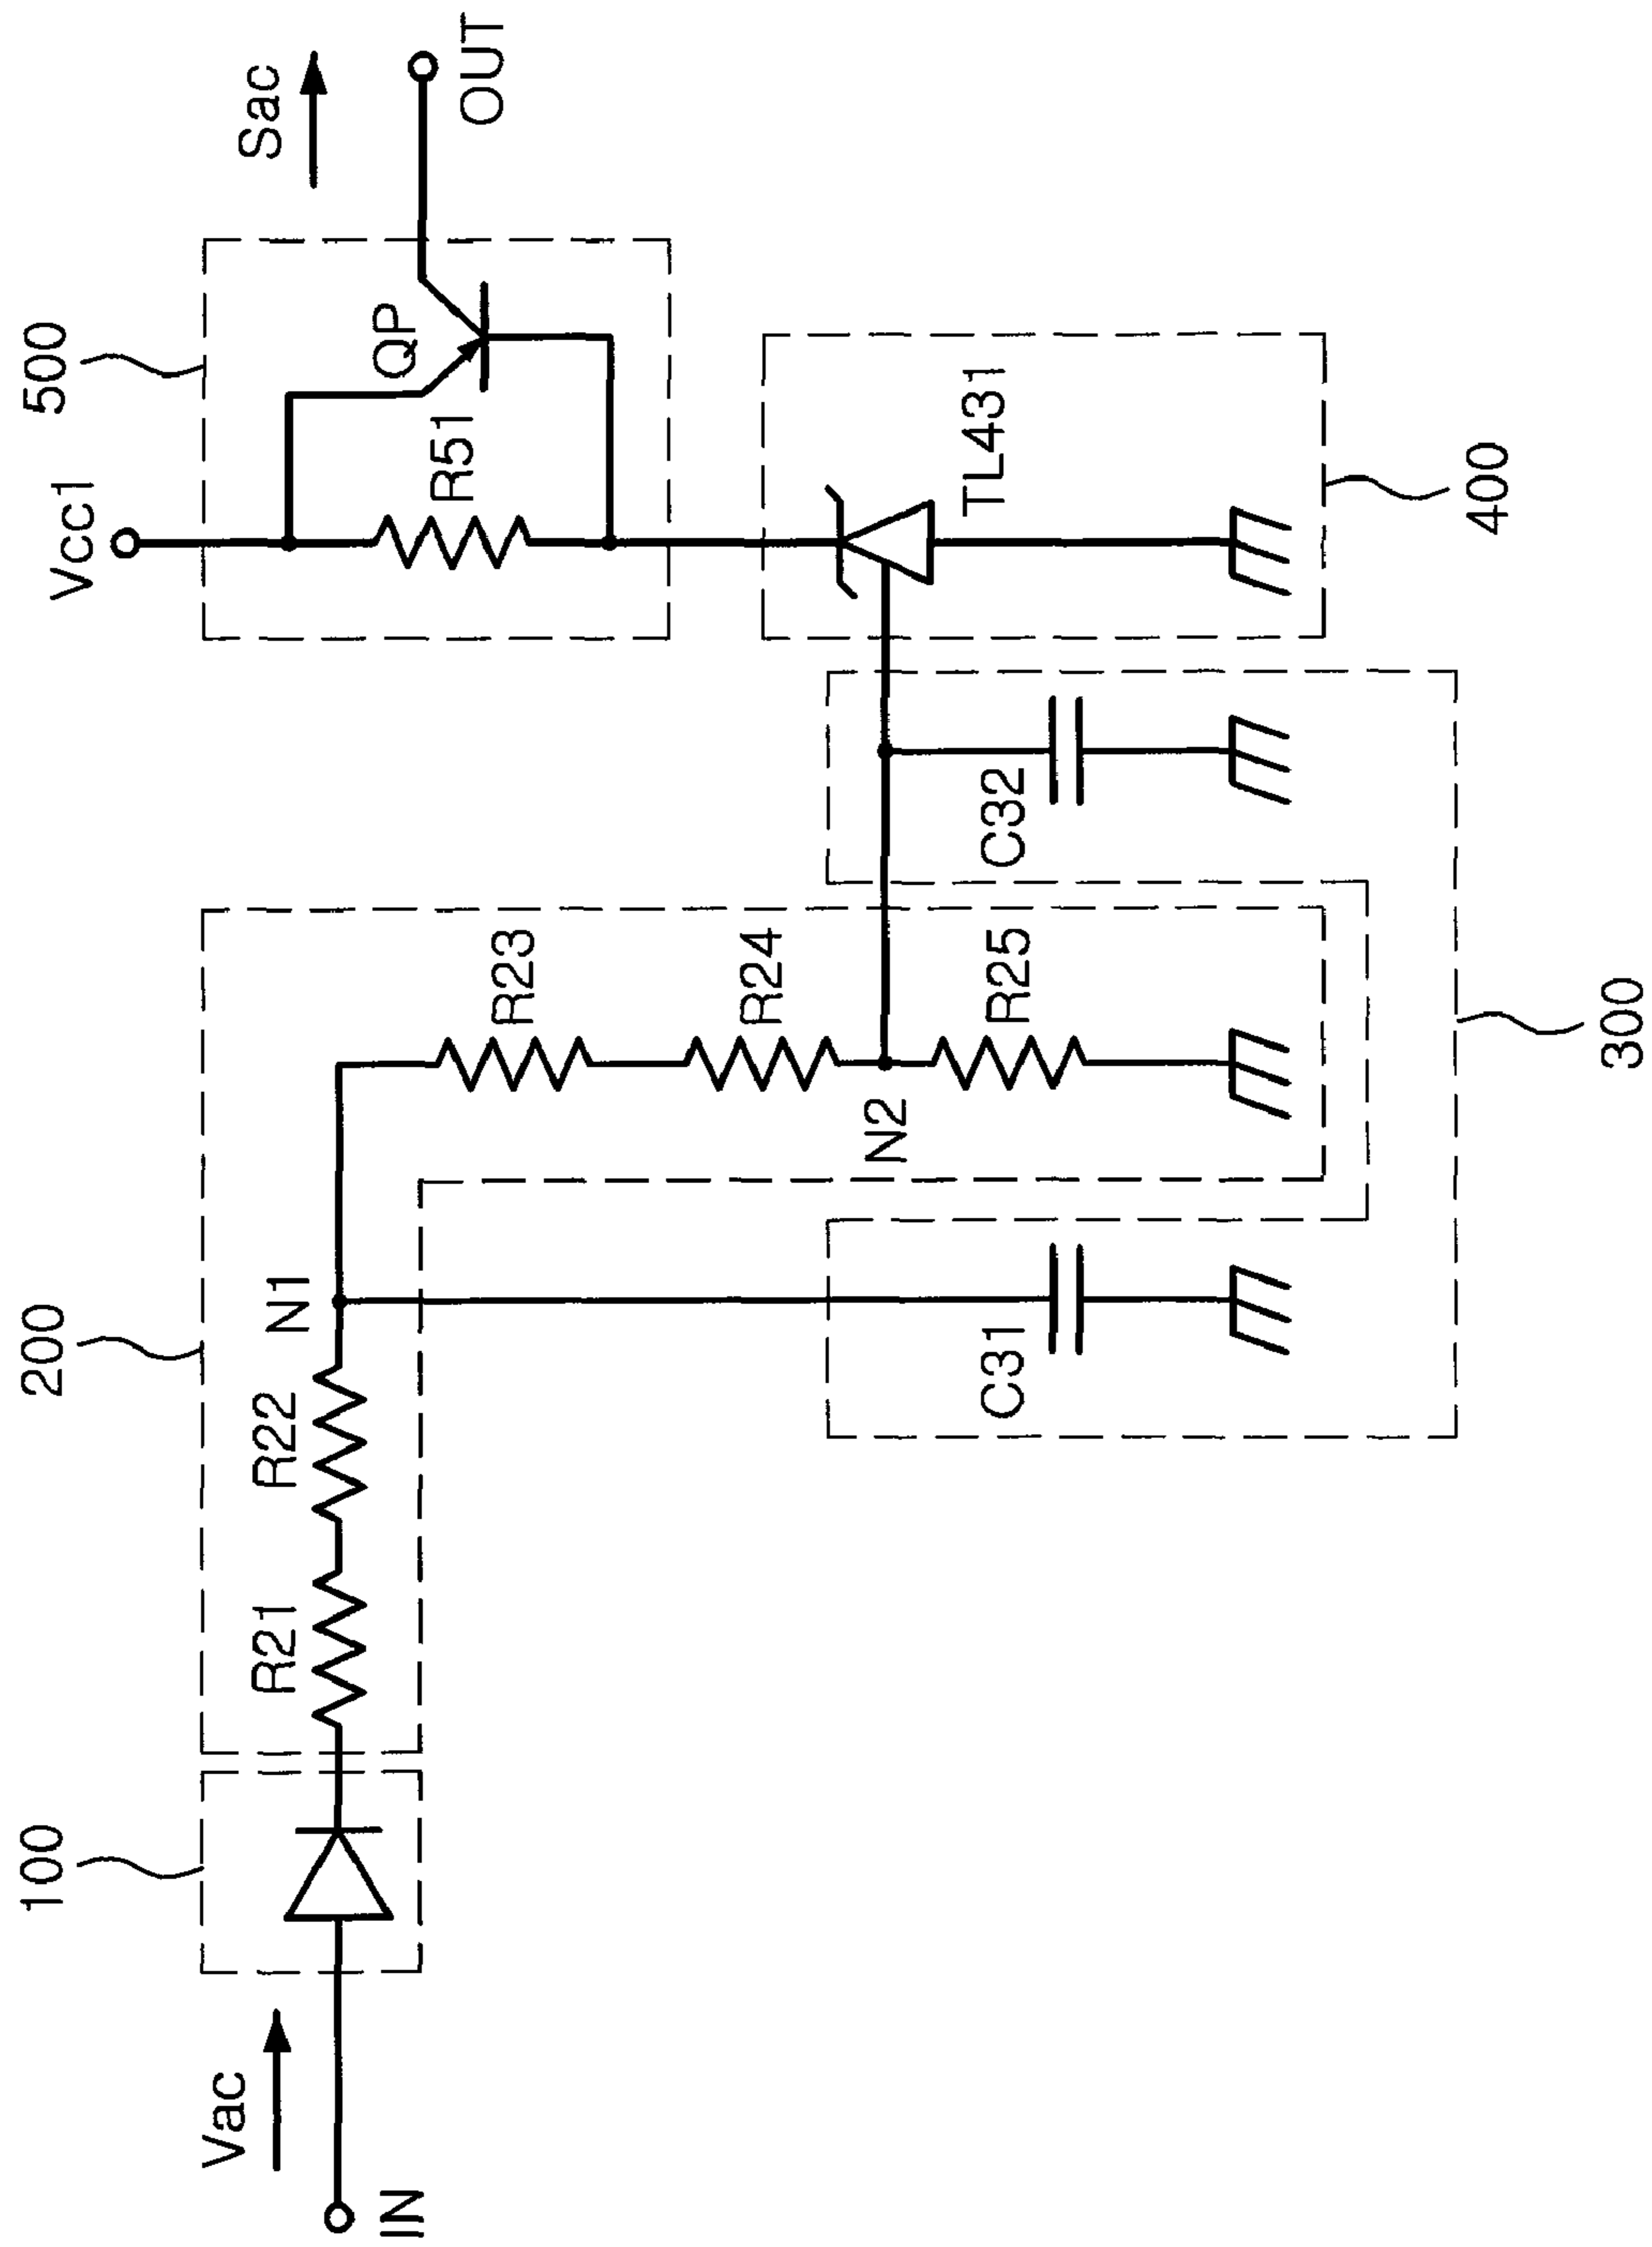 100
200
500
Vcc1
Sac
Vac
IN
R21
R22
N1
R23
QP
R51
OUT
R24
N2
R25
TL431
C31
C32
400
300